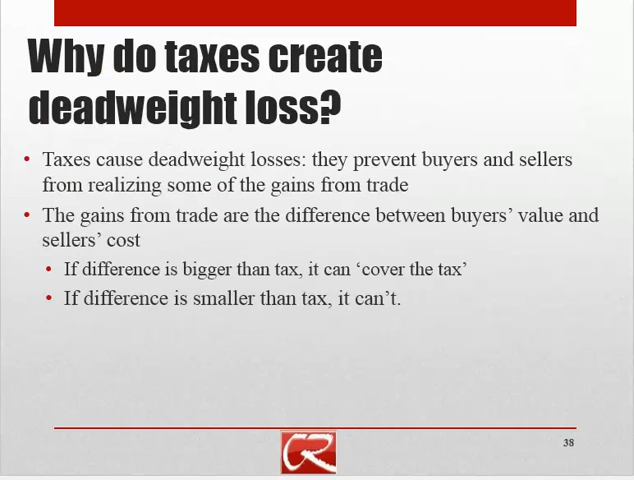 Why do taxes create
deadweight loss?
• Taxes cause deadweight losses: they prevent buyers and sellers
from realizing some of the gains from trade
• The gains from trade are the difference between buyers’ value and
sellers’ cost
• If difference is bigger than tax, it can ‘cover the tax’
• If difference is smaller than tax, it can’t.
38
CR